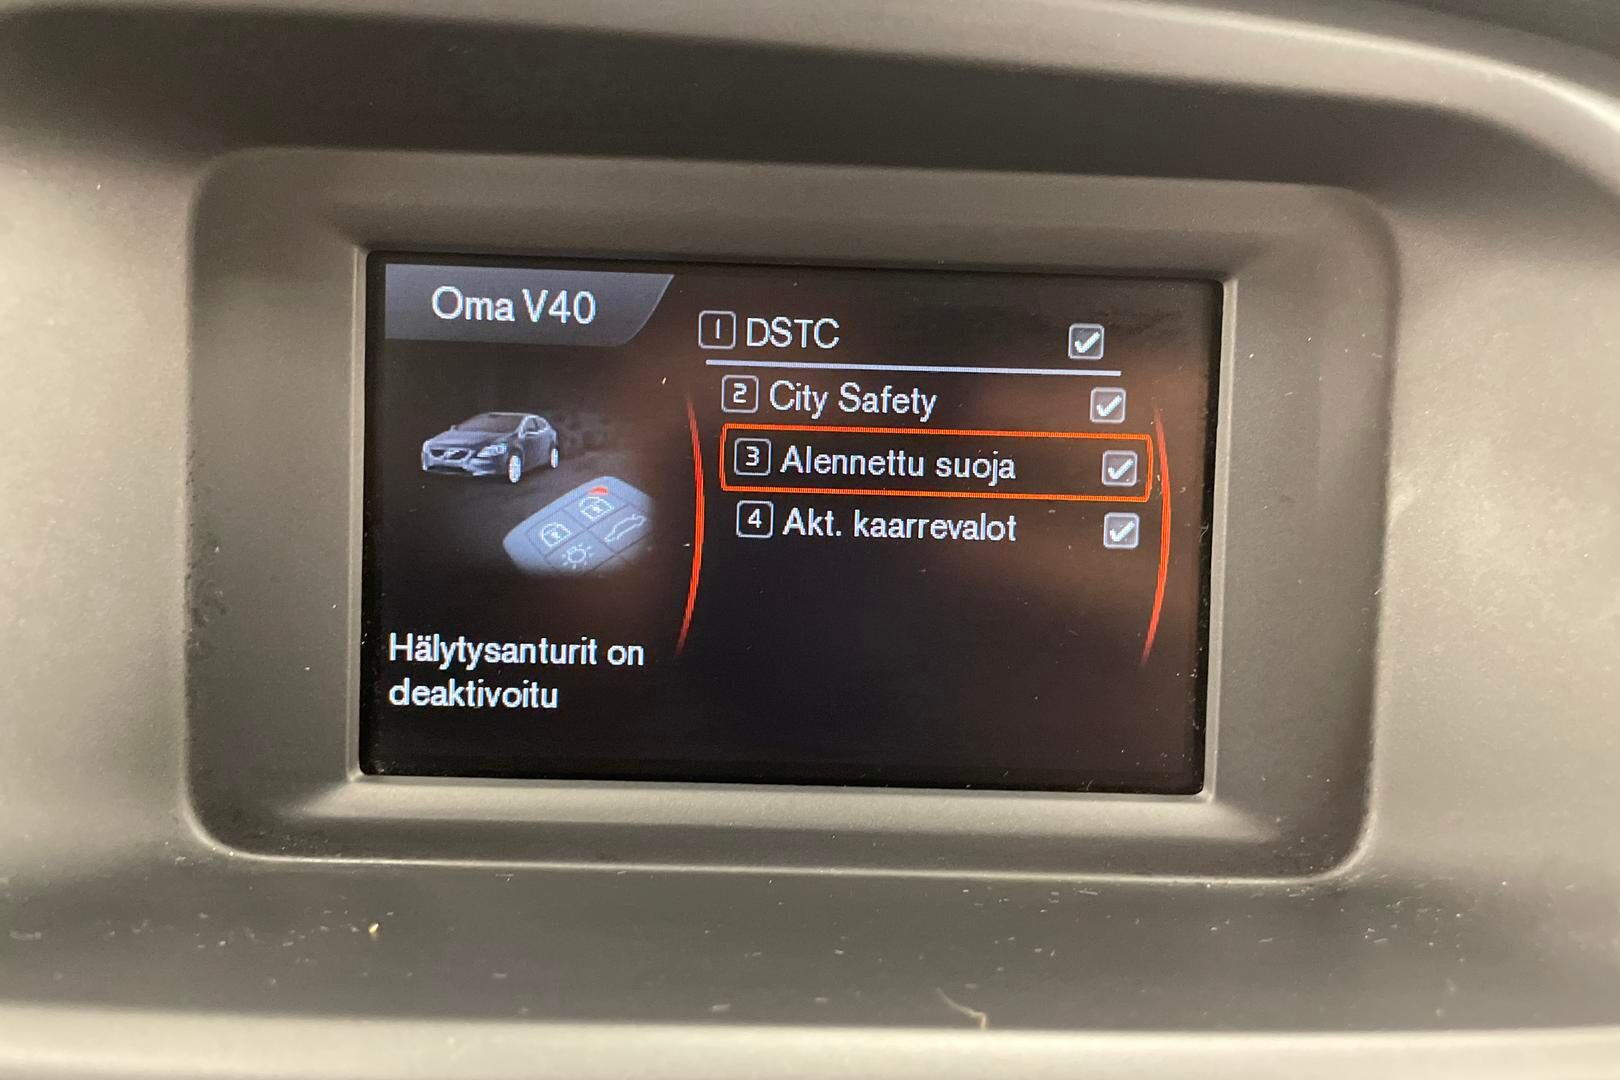 Oma V40
1 DSTC
2 City Safety
3 Alennettu suoja
4 Akt. kaarrevalot
Hälytysanturit on
deaktivoitu